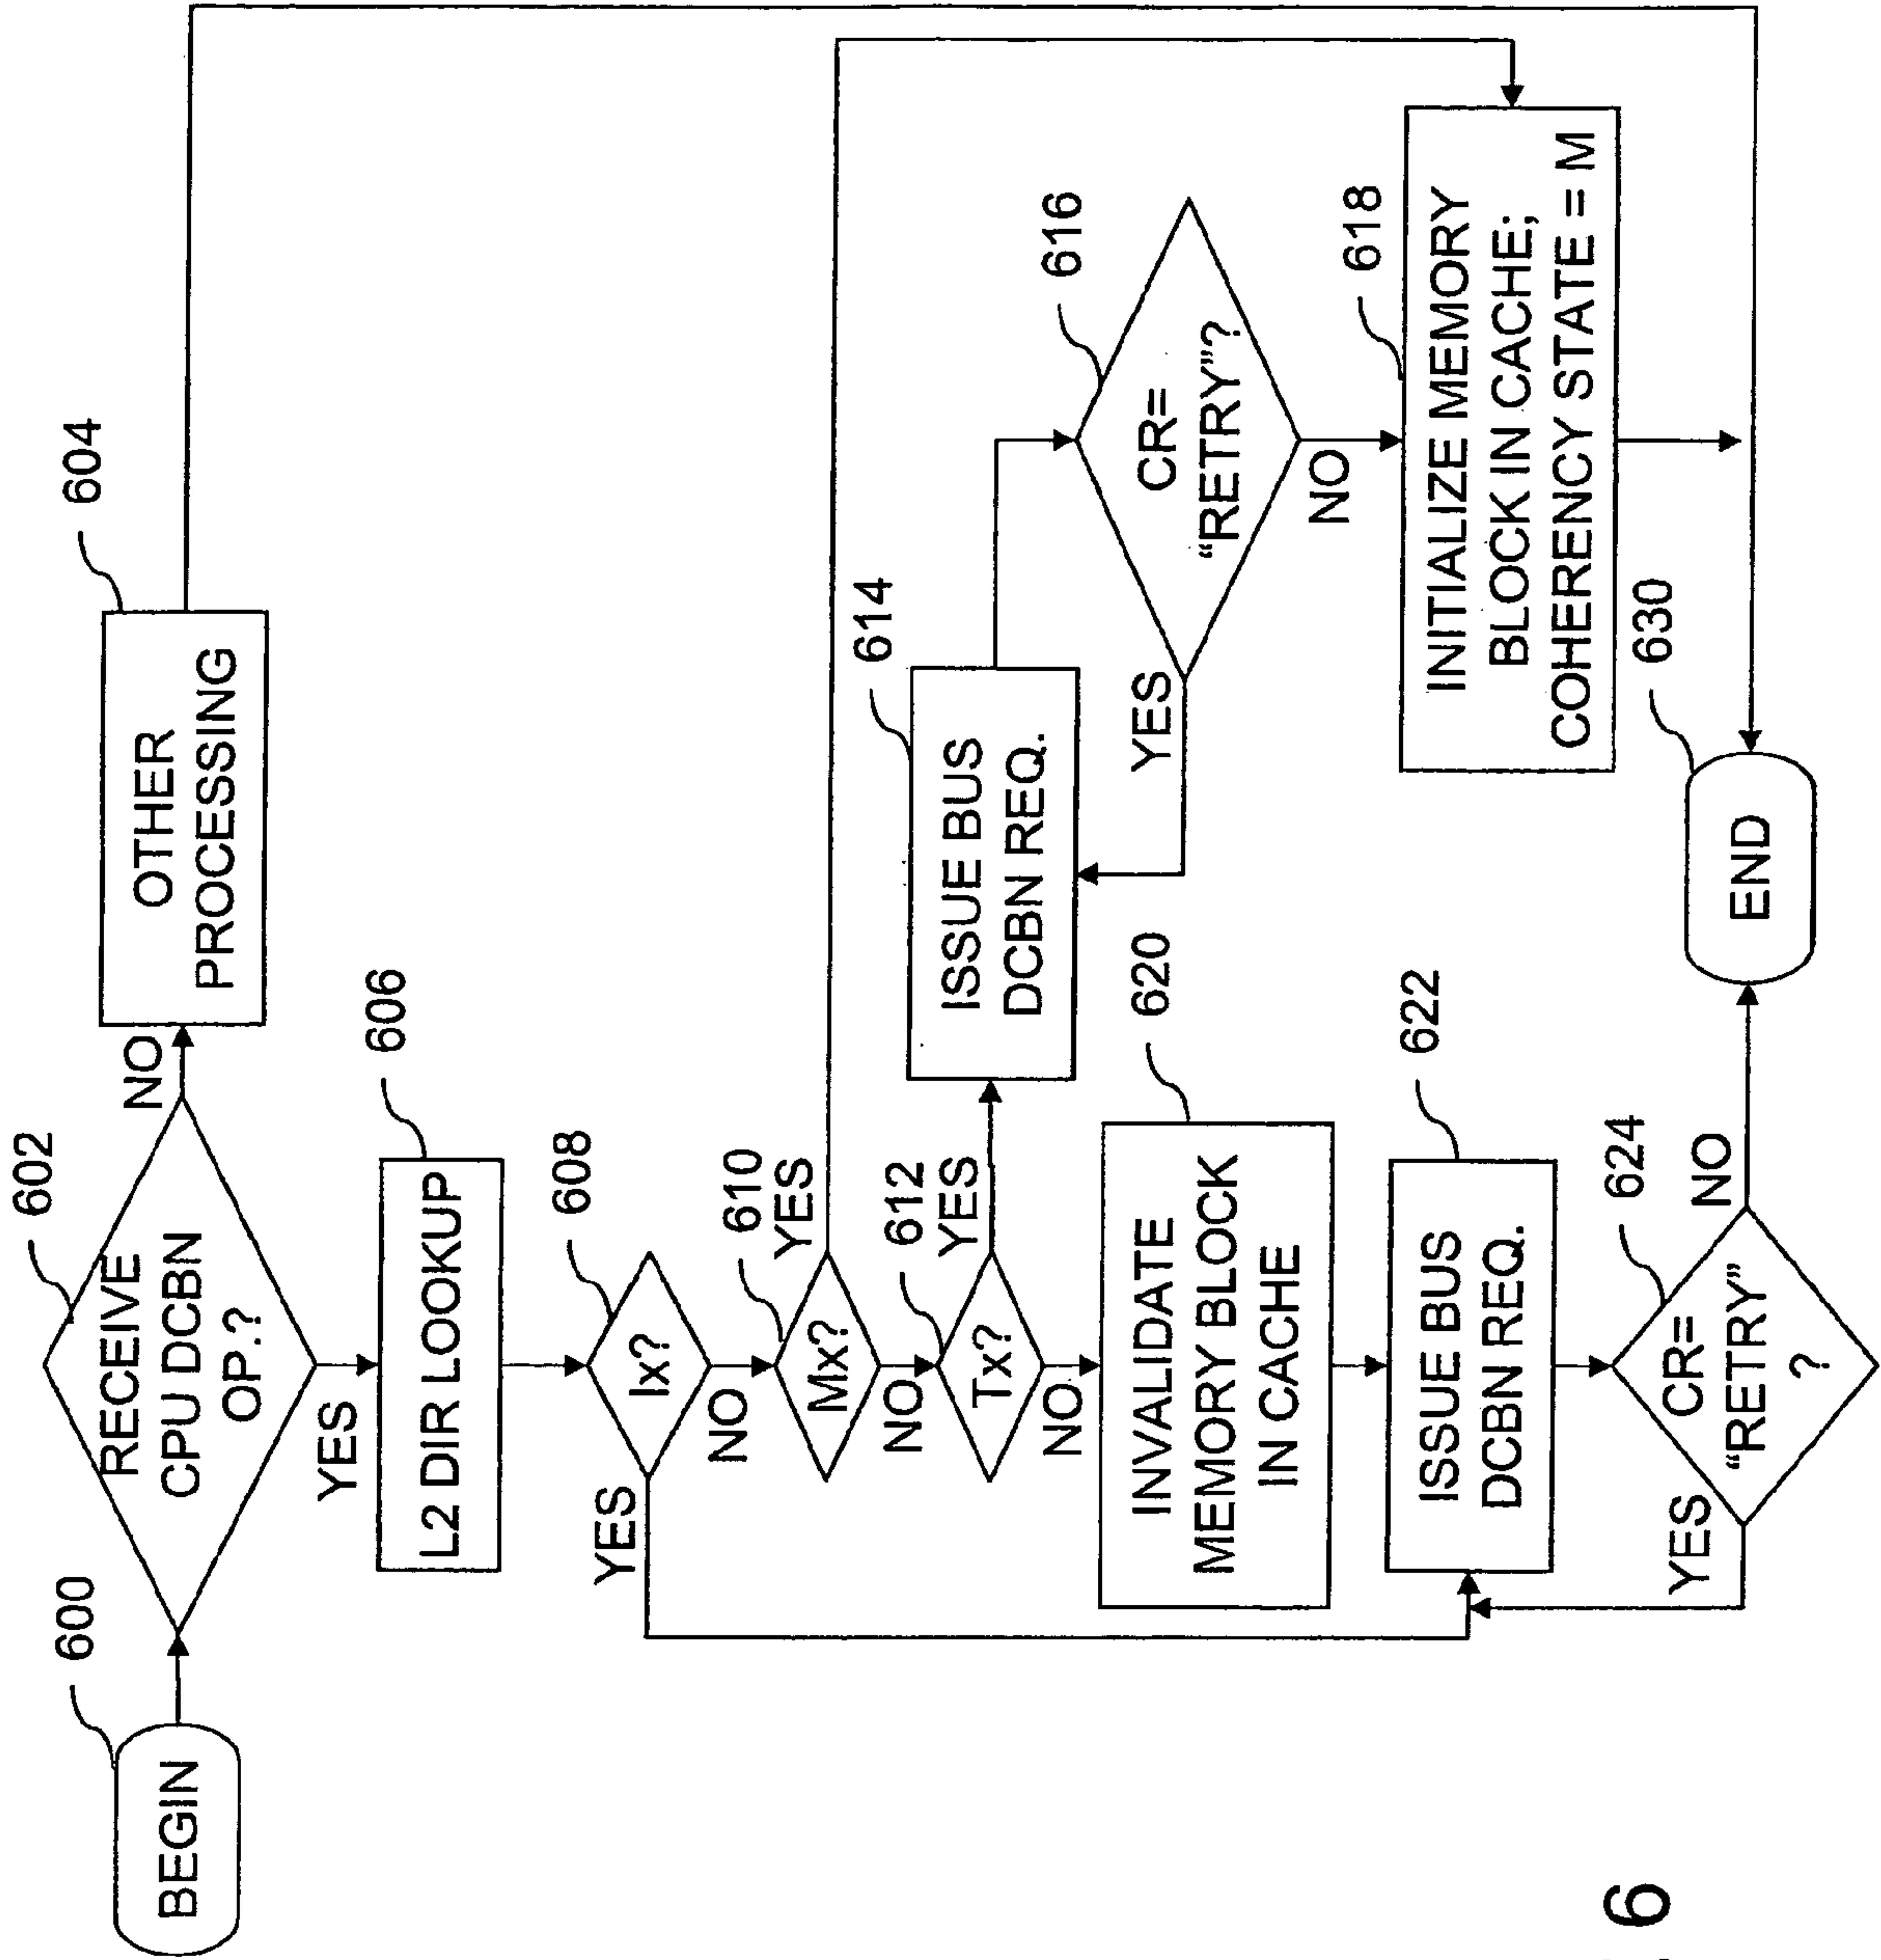 600
BEGIN
602
RECEIVE
CPU DCBN
OP.?
NO
604
OTHER
PROCESSING
YES
606
L2 DIR LOOKUP
608
Ix?
YES
NO
610
YES
Mx?
NO
612
YES
Tx?
NO
614
ISSUE BUS
DCBN REQ.
616
CR=
"RETRY"?
YES
NO
618
INITIALIZE MEMORY
BLOCK IN CACHE;
COHERENCY STATE = M
620
INVALIDATE
MEMORY BLOCK
IN CACHE
622
ISSUE BUS
DCBN REQ.
624
CR=
"RETRY"
?
YES
NO
630
END
6